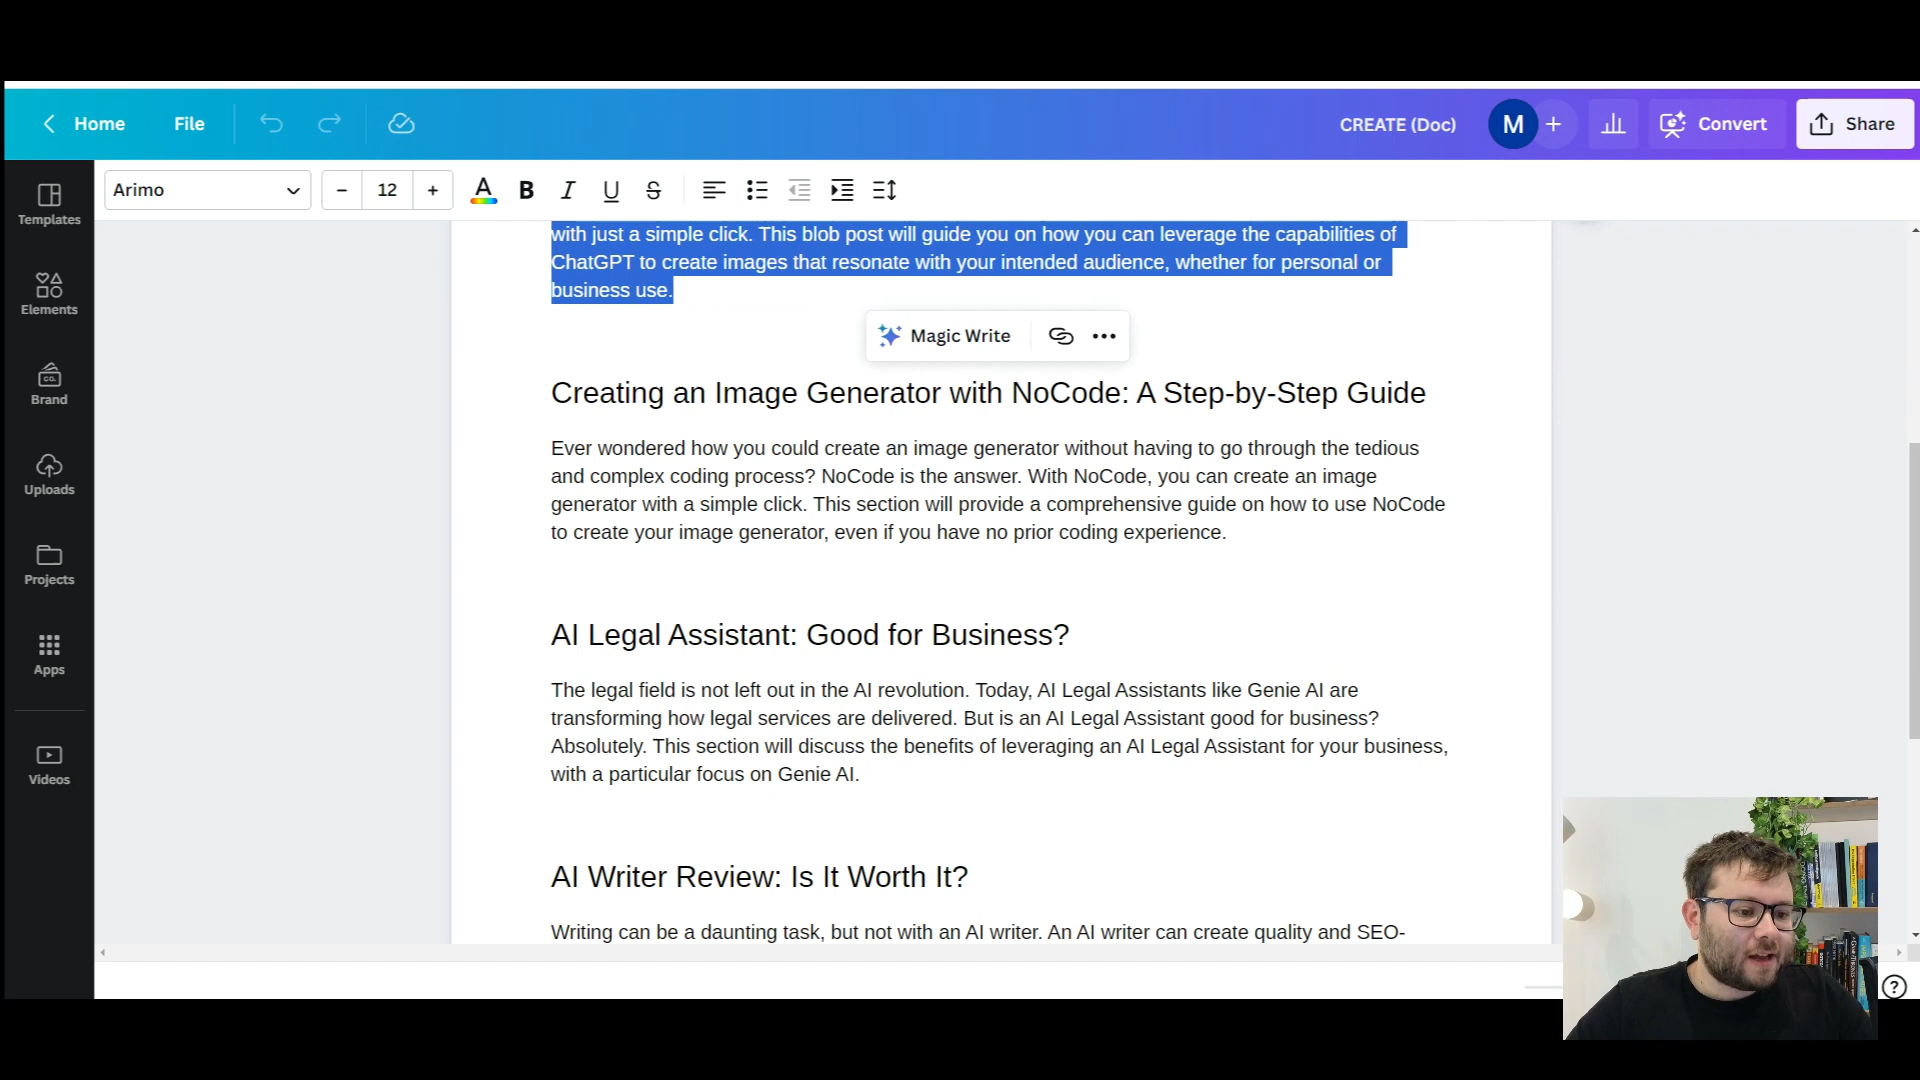 Home
File
CREATE (Doc)
M
+
Convert
Share
Arimo
− 12 +
A B I U S
Templates
Elements
Brand
CO.
Uploads
Projects
Apps
Videos
with just a simple click. This blob post will guide you on how you can leverage the capabilities of
ChatGPT to create images that resonate with your intended audience, whether for personal or
business use.
Magic Write
Creating an Image Generator with NoCode: A Step-by-Step Guide
Ever wondered how you could create an image generator without having to go through the tedious
and complex coding process? NoCode is the answer. With NoCode, you can create an image
generator with a simple click. This section will provide a comprehensive guide on how to use NoCode
to create your image generator, even if you have no prior coding experience.
AI Legal Assistant: Good for Business?
The legal field is not left out in the AI revolution. Today, AI Legal Assistants like Genie AI are
transforming how legal services are delivered. But is an AI Legal Assistant good for business?
Absolutely. This section will discuss the benefits of leveraging an AI Legal Assistant for your business,
with a particular focus on Genie AI.
AI Writer Review: Is It Worth It?
Writing can be a daunting task, but not with an AI writer. An AI writer can create quality and SEO-
?